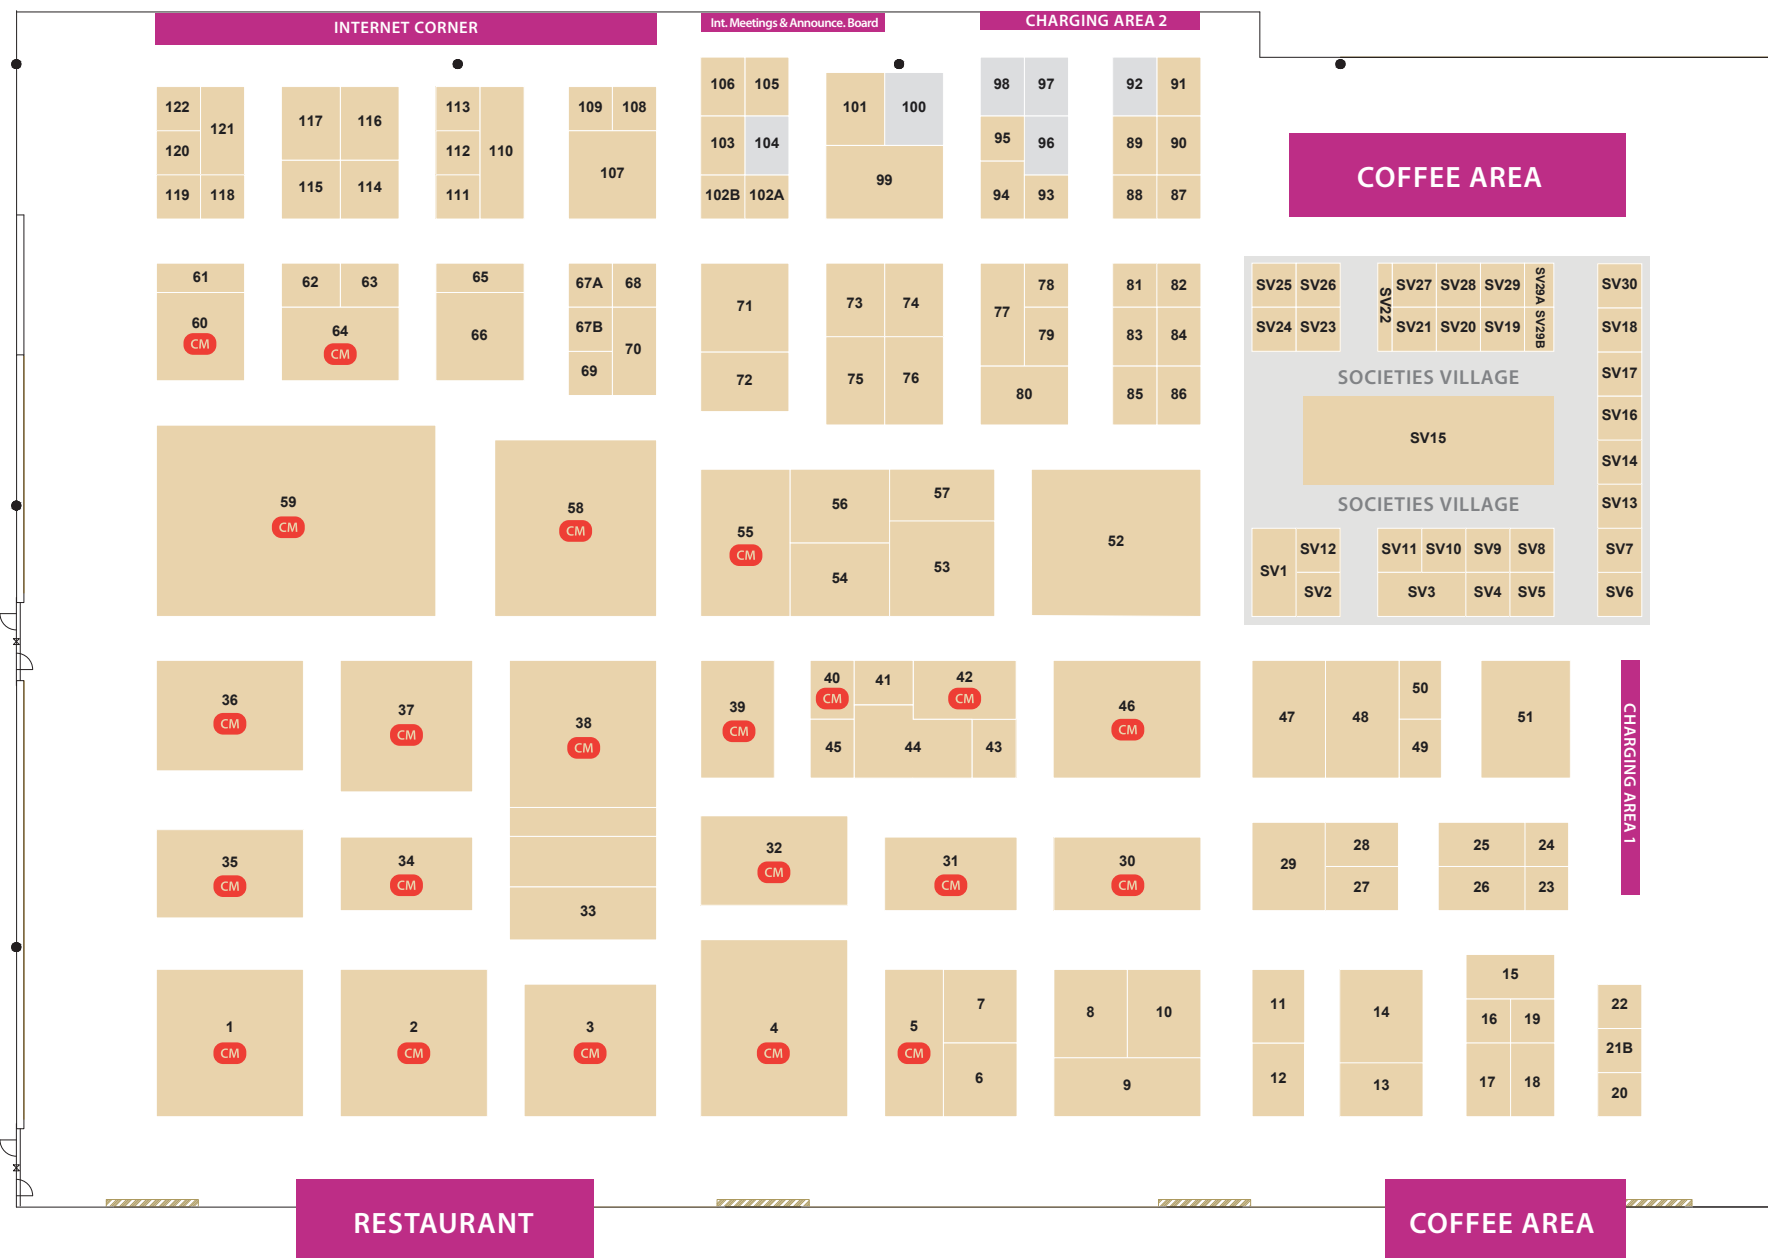 INTERNET CORNER
Int. Meetings & Announce. Board
CHARGING AREA 2
122
121
120
119
118
117
116
115
114
113
112
111
110
109
108
107
106
105
103
104
102B
102A
101
100
99
98
97
95
96
94
93
92
91
89
90
88
87
COFFEE AREA
61
60
CM
62
63
64
CM
65
66
67A
68
67B
70
69
71
72
73
74
75
76
77
78
79
80
81
82
83
84
85
86
SV25
SV26
SV24
SV23
SV22
SV27
SV28
SV29
SV29A
SV21
SV20
SV19
SV29B
SV30
SV18
SOCIETIES VILLAGE
SV17
SV16
SV15
SV14
SOCIETIES VILLAGE
SV13
SV1
SV12
SV2
SV11
SV10
SV9
SV8
SV3
SV4
SV5
SV7
SV6
59
CM
58
CM
55
CM
56
57
54
53
52
36
CM
37
CM
38
CM
39
CM
40
CM
41
42
CM
45
44
43
46
CM
47
48
50
49
51
CHARGING AREA 1
35
CM
34
CM
33
32
CM
31
CM
30
CM
29
28
27
25
24
26
23
1
CM
2
CM
3
CM
4
CM
5
CM
7
6
8
10
9
11
12
14
13
15
16
19
17
18
22
21B
20
RESTAURANT
COFFEE AREA